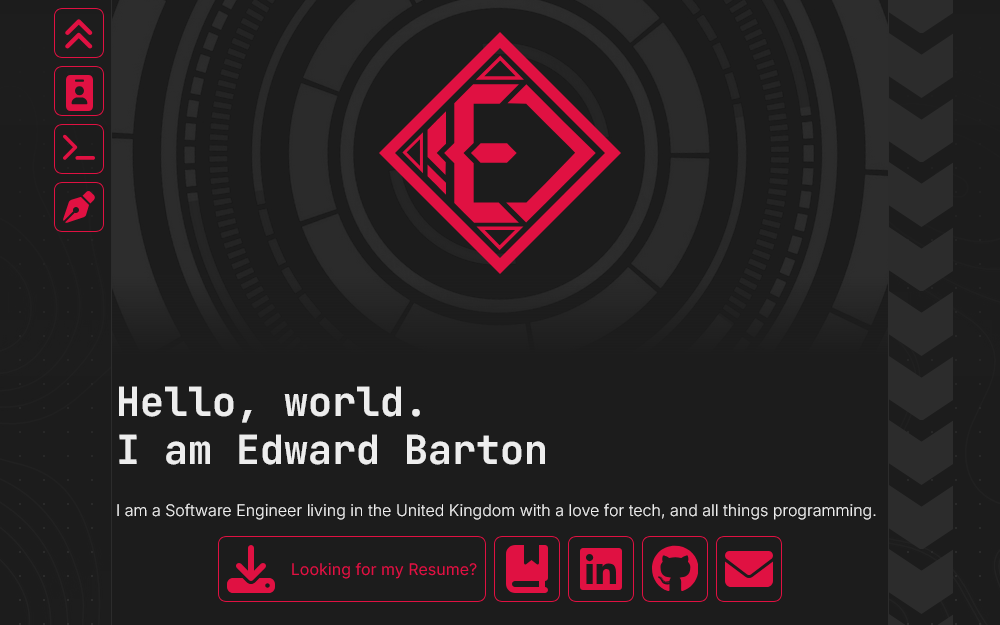 Hello, world.
I am Edward Barton
I am a Software Engineer living in the United Kingdom with a love for tech, and all things programming.
Looking for my Resume?